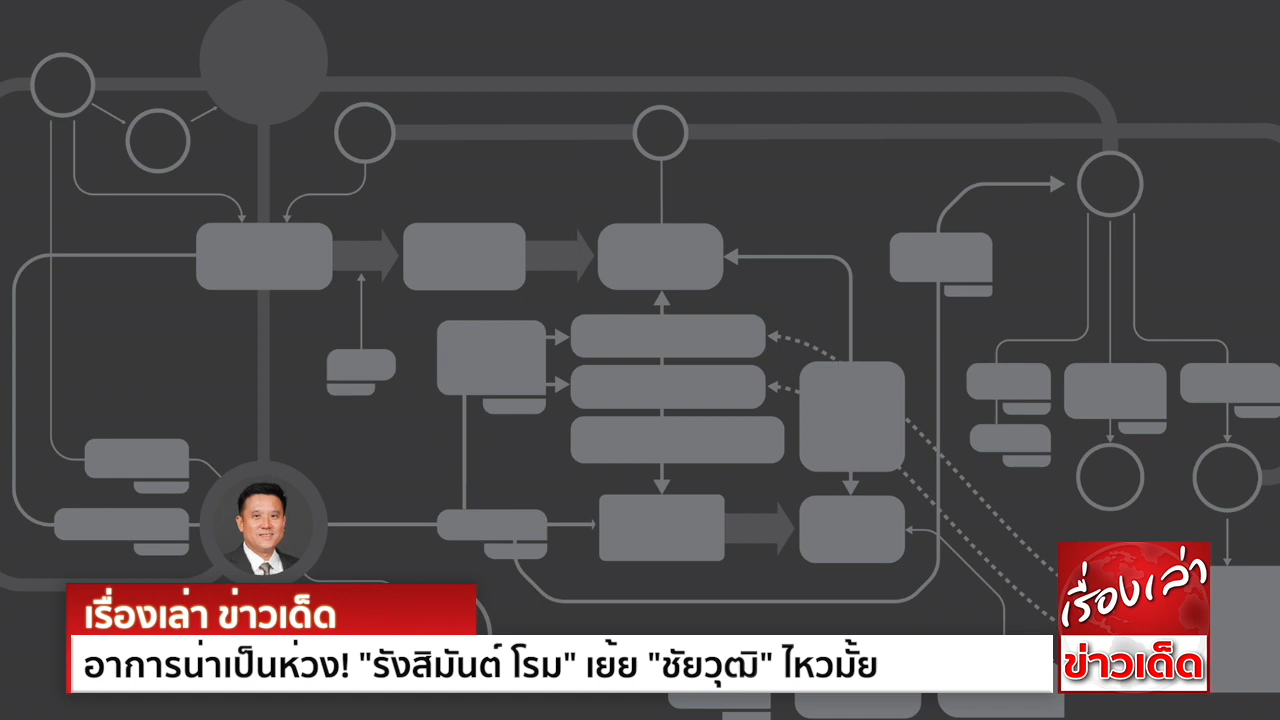 เรื่องเล่า ข่าวเด็ด
อาการน่าเป็นห่วง! "รังสิมันต์ โรม" เย้ย "ชัยวุฒิ" ไหวมั้ย
เรื่องเล่า
ข่าวเด็ด